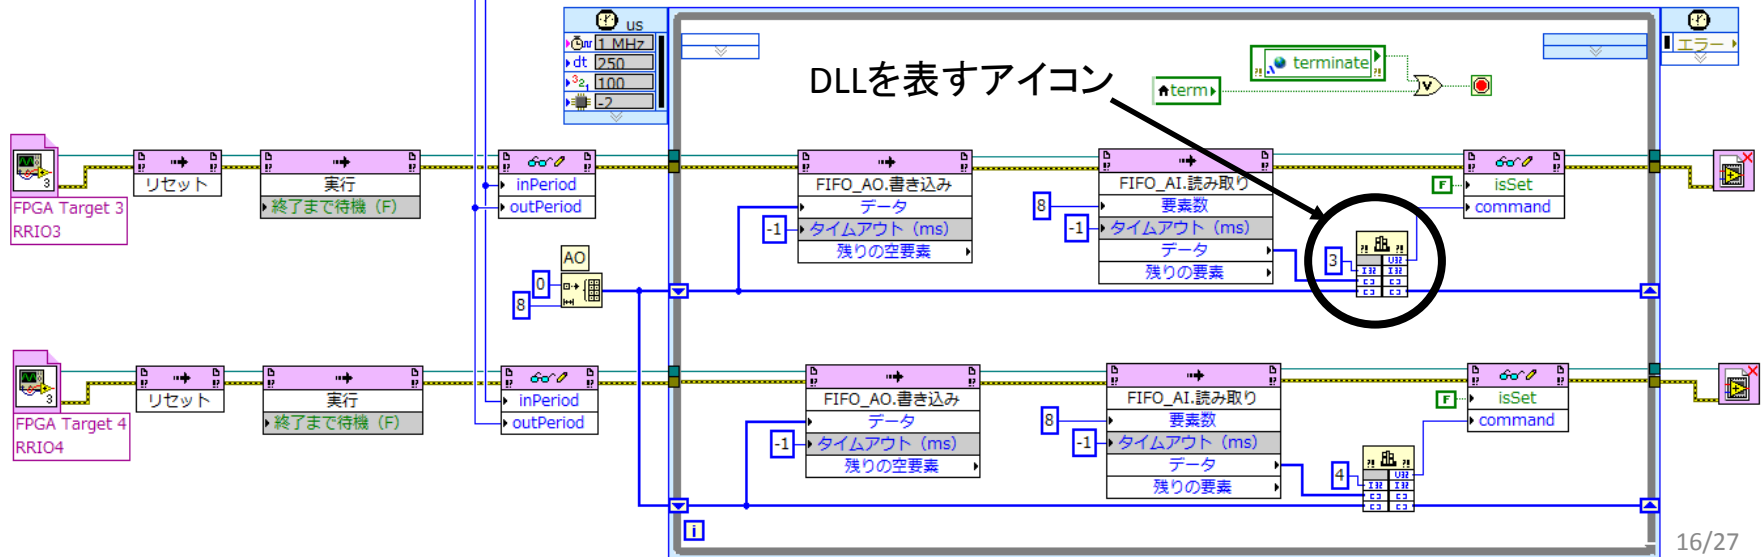 us
1 MHz
dt 250
100
-2
エラー
DLLを表すアイコン
terminate
term
FPGA Target 3
RRIO3
リセット
実行
終了まで待機 (F)
inPeriod
outPeriod
FIFO_AO.書き込み
データ
-1
タイムアウト (ms)
残りの空要素
FIFO_AI.読み取り
8
要素数
-1
タイムアウト (ms)
データ
残りの要素
3
U32
I32 I32
F
isSet
command
AO
0
8
FPGA Target 4
RRIO4
リセット
実行
終了まで待機 (F)
inPeriod
outPeriod
FIFO_AO.書き込み
データ
-1
タイムアウト (ms)
残りの空要素
FIFO_AI.読み取り
8
要素数
-1
タイムアウト (ms)
データ
残りの要素
4
U32
I32 I32
F
isSet
command
i
16/27